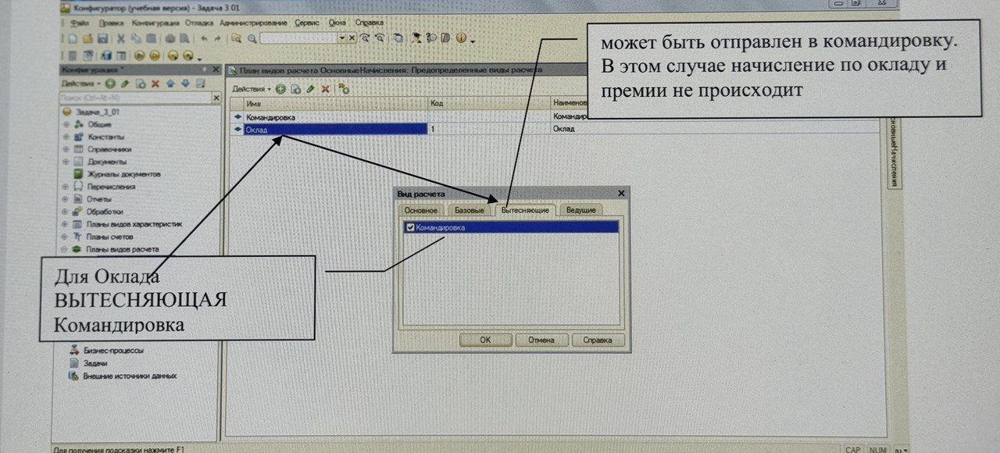 Конфигуратор (учебная версия) - Задача 3 01
Файл Правка Конфигурация Отладка Администрирование Сервис Окна Справка
Конфигурация *
Действия
Поиск (Ctrl+Alt+M)
Задача_3_01
Общие
Константы
Справочники
Документы
Журналы документов
Перечисления
Отчеты
Обработки
Планы видов характеристик
Планы счетов
Планы видов расчета
Бизнес-процессы
Задачи
Внешние источники данных
План видов расчета ОсновныеНачисления: Предопределенные виды расчета
Действия
Имя Код Наименов
Командировка Командир
Оклад 1 Оклад
сновныеНачисления
может быть отправлен в командировку.
В этом случае начисление по окладу и
премии не происходит
Вид расчета
Основное Базовые Вытесняющие Ведущие
Командировка
ОК Отмена Справка
Для Оклада
ВЫТЕСНЯЮЩАЯ
Командировка
Для получения подсказки нажмите F1
CAP NUM ru